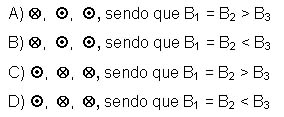 A) ⊗, ⊙, ⊙, sendo que B₁ = B₂ > B₃
B) ⊗, ⊙, ⊙, sendo que B₁ = B₂ < B₃
C) ⊙, ⊗, ⊗, sendo que B₁ = B₂ > B₃
D) ⊙, ⊗, ⊗, sendo que B₁ = B₂ < B₃